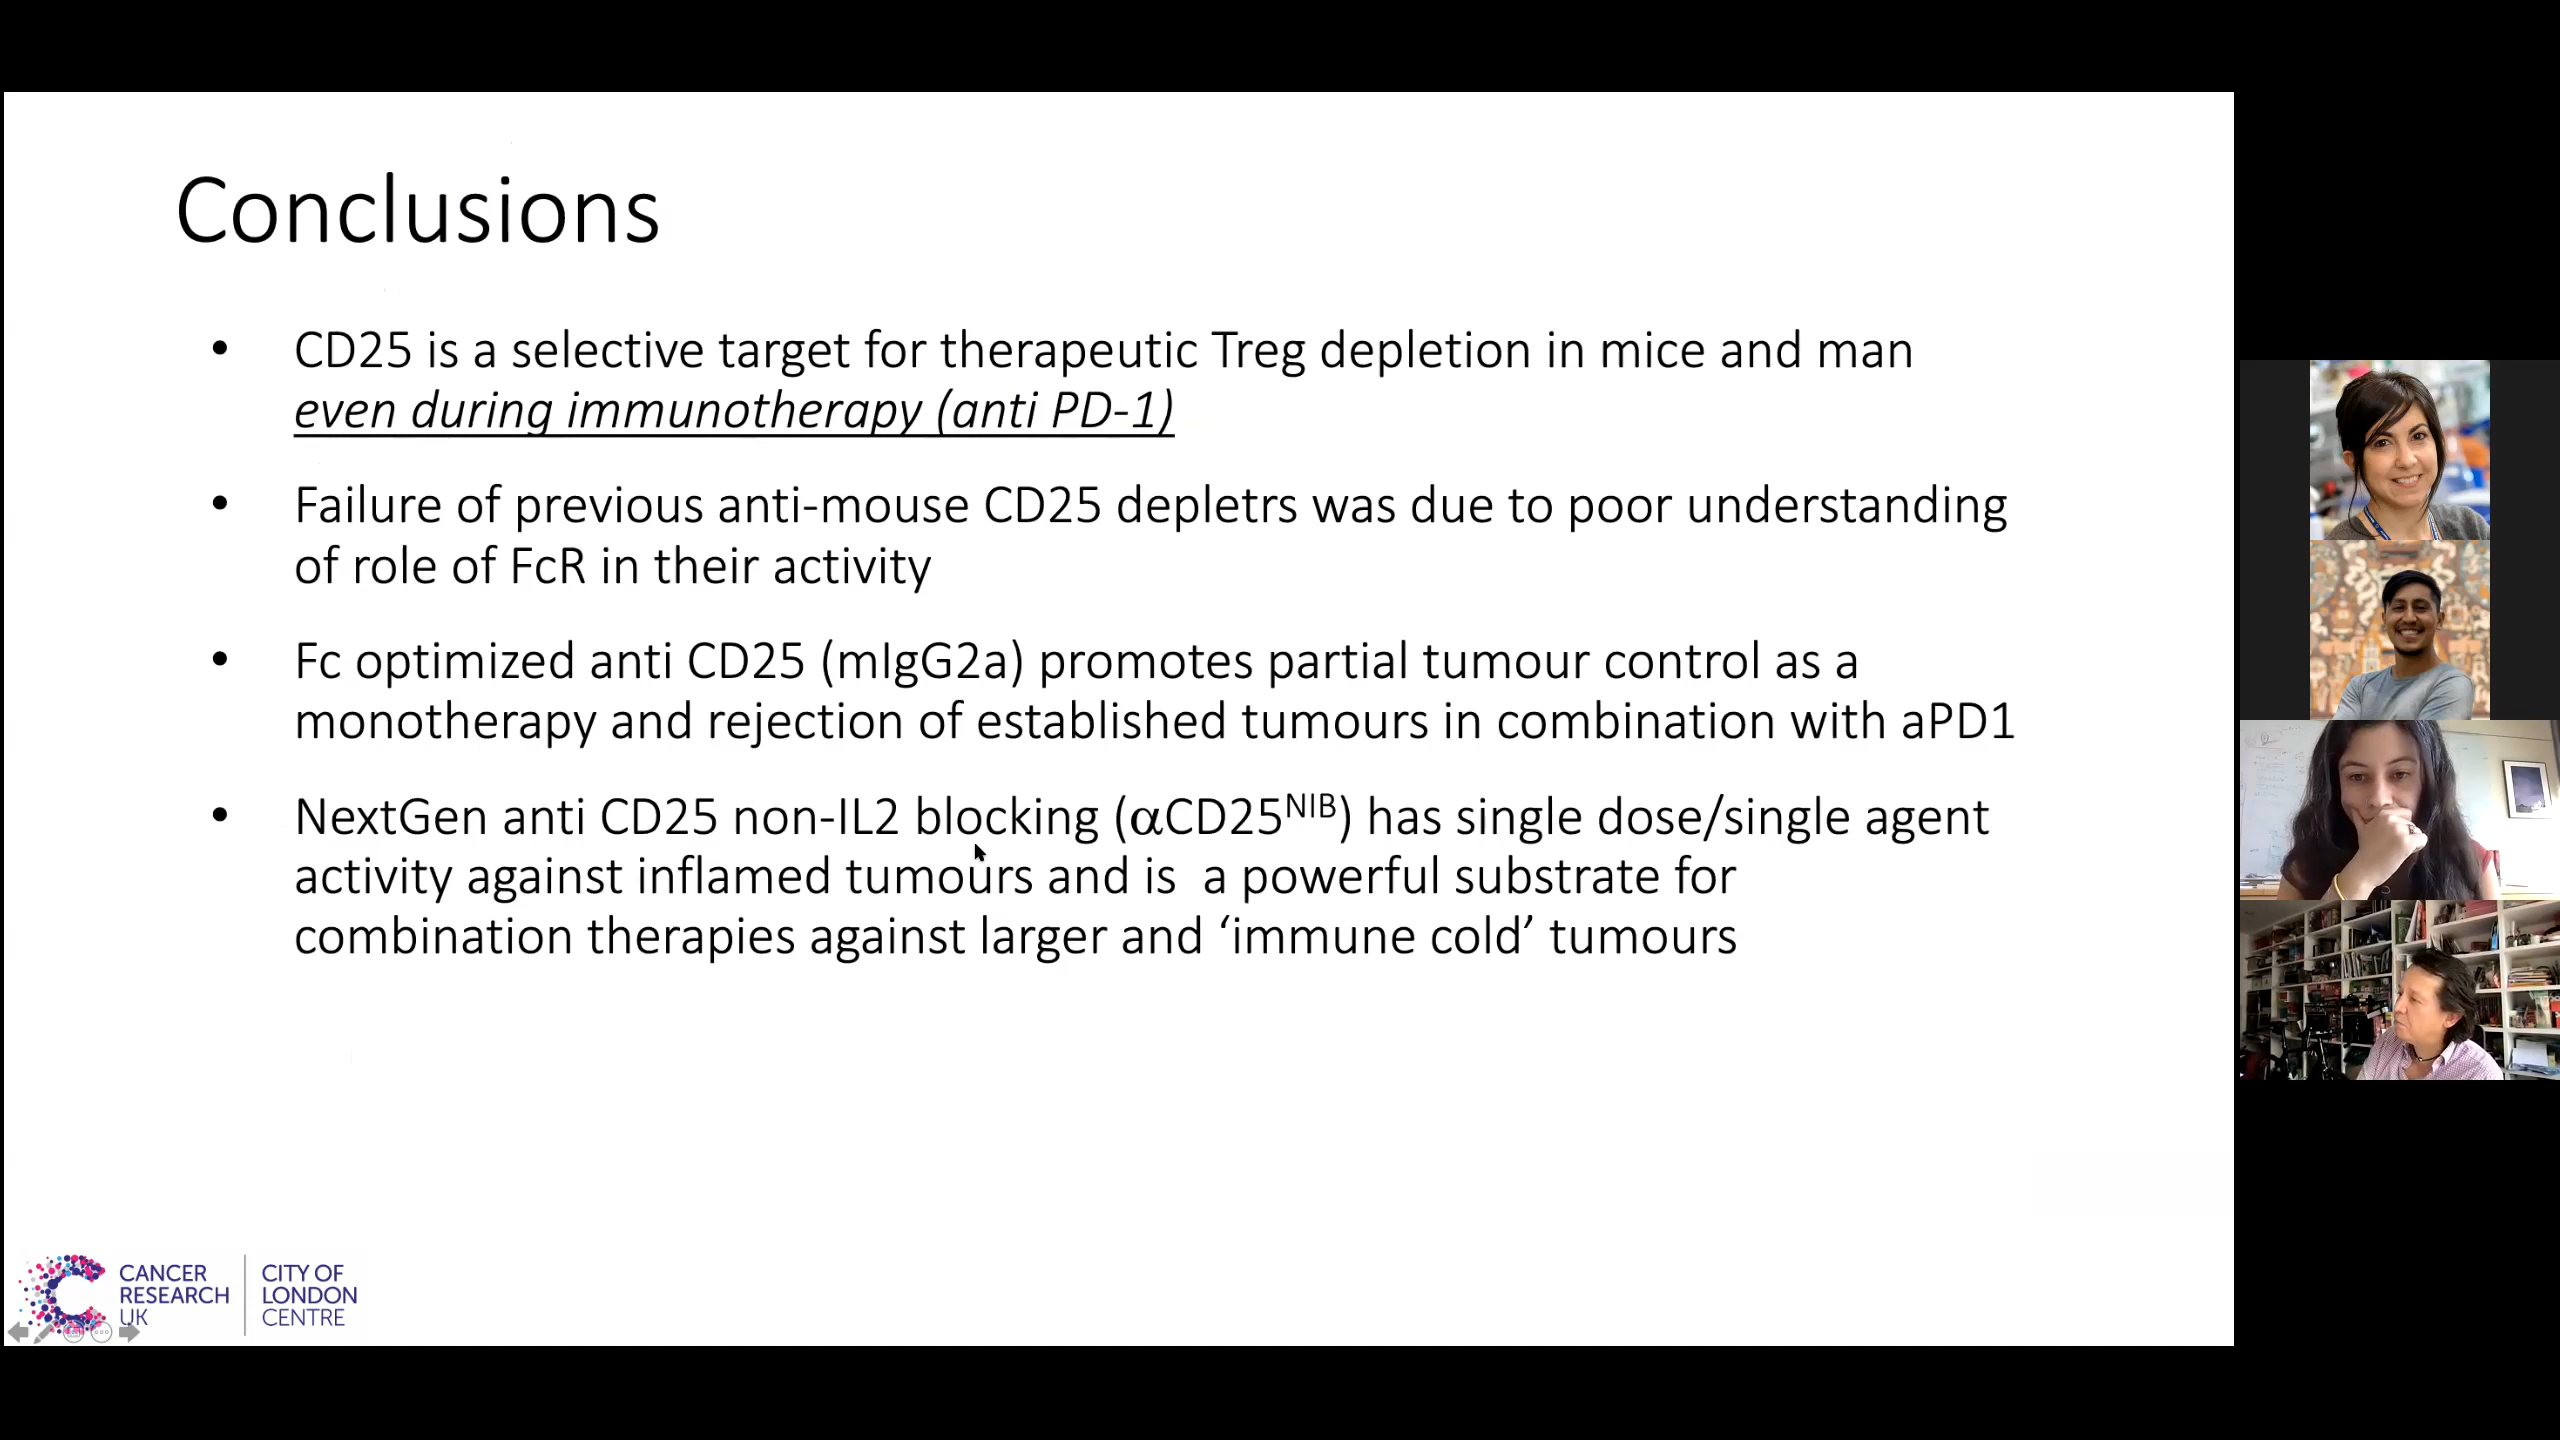 Conclusions
• CD25 is a selective target for therapeutic Treg depletion in mice and man
even during immunotherapy (anti PD-1)
• Failure of previous anti-mouse CD25 depletrs was due to poor understanding
of role of FcR in their activity
• Fc optimized anti CD25 (mIgG2a) promotes partial tumour control as a
monotherapy and rejection of established tumours in combination with aPD1
• NextGen anti CD25 non-IL2 blocking (αCD25ᴺᴵᴮ) has single dose/single agent
activity against inflamed tumours and is  a powerful substrate for
combination therapies against larger and ‘immune cold’ tumours
CANCER
RESEARCH
UK
CITY OF
LONDON
CENTRE